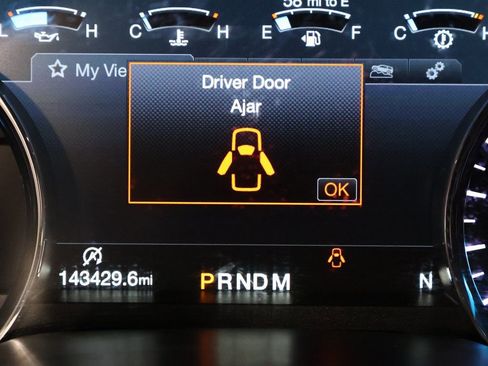 58 mi to E
L H C H E F C H
My Vie
Driver Door
Ajar
OK
143429.6mi PRNDM N